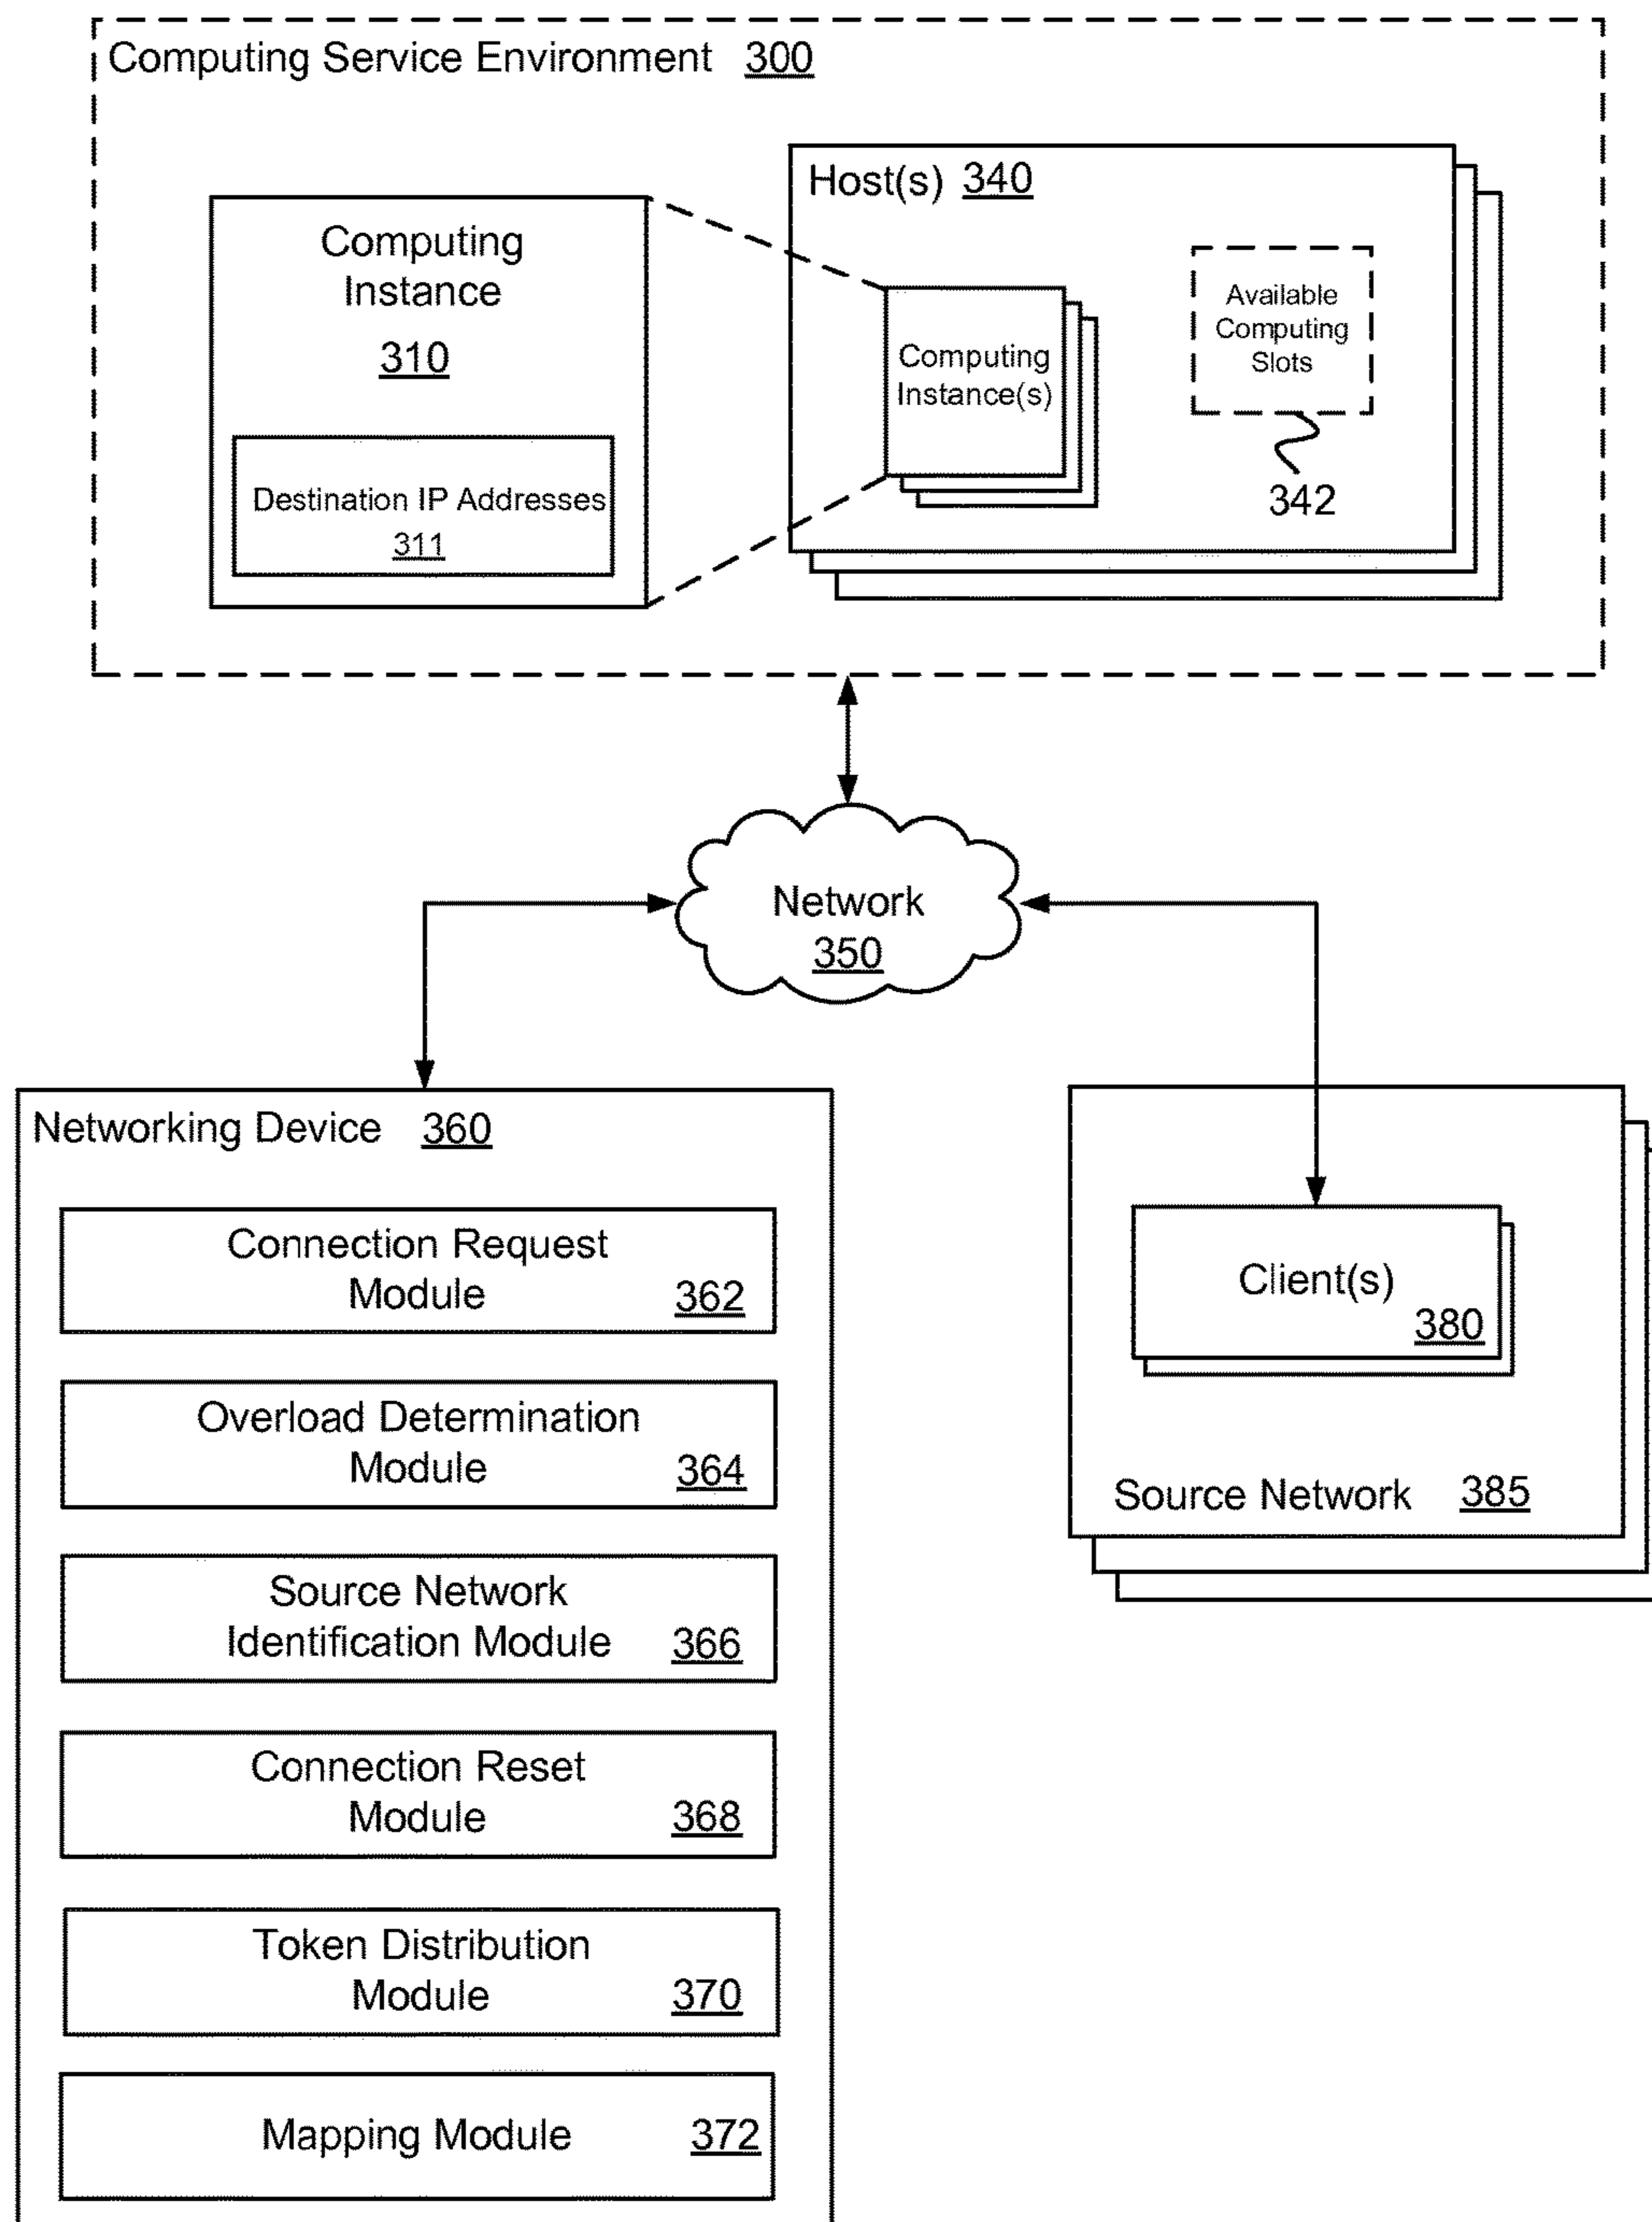 Computing Service Environment 300
Computing
Instance
310
Destination IP Addresses
311
Host(s) 340
Computing
Instance(s)
Available
Computing
Slots
342
Network
350
Networking Device 360
Connection Request
Module 362
Overload Determination
Module 364
Source Network
Identification Module 366
Connection Reset
Module 368
Token Distribution
Module 370
Mapping Module 372
Client(s)
380
Source Network 385